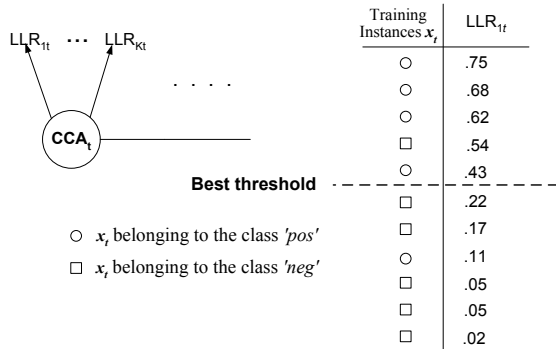 LLR1t ... LLRKt
. . . .
CCAt
Training
Instances xt LLR1t
.75
.68
.62
.54
.43
Best threshold
.22
.17
.11
.05
.05
.02
xt belonging to the class 'pos'
xt belonging to the class 'neg'